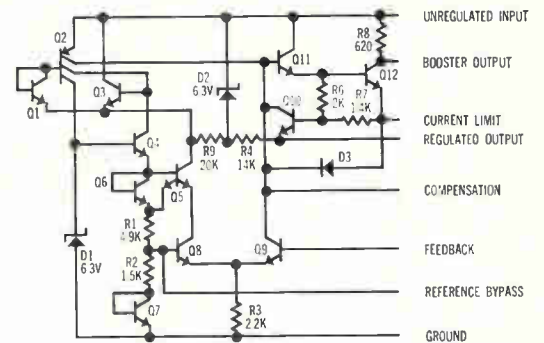 UNREGULATED INPUT
R8
620
Q2
Q11
BOOSTER OUTPUT
Q12
D2
6.3V
R6
2K
R7
1.4K
Q3
Q1
CURRENT LIMIT
REGULATED OUTPUT
Q4
R9
20K
R4
14K
D3
Q6
Q5
COMPENSATION
R1
4.9K
D1
6.3V
R2
1.5K
Q8
Q9
FEEDBACK
Q7
R3
2.2K
REFERENCE BYPASS
GROUND